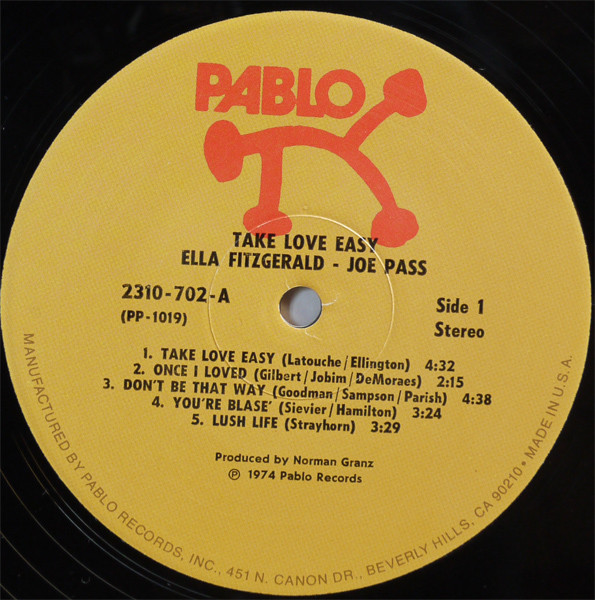 PABLO
TAKE LOVE EASY
ELLA FITZGERALD - JOE PASS
2310-702-A
(PP-1019)
Side 1
Stereo
1. TAKE LOVE EASY (Latouche/Ellington) 4:32
2. ONCE I LOVED (Gilbert/Jobim/DeMoraes) 2:15
3. DON'T BE THAT WAY (Goodman/Sampson/Parish) 4:38
4. YOU'RE BLASE' (Sievier/Hamilton) 3:24
5. LUSH LIFE (Strayhorn) 3:29
Produced by Norman Granz
℗ 1974 Pablo Records
MANUFACTURED BY PABLO RECORDS, INC., 451 N. CANON DR., BEVERLY HILLS, CA 90210 • MADE IN U.S.A.